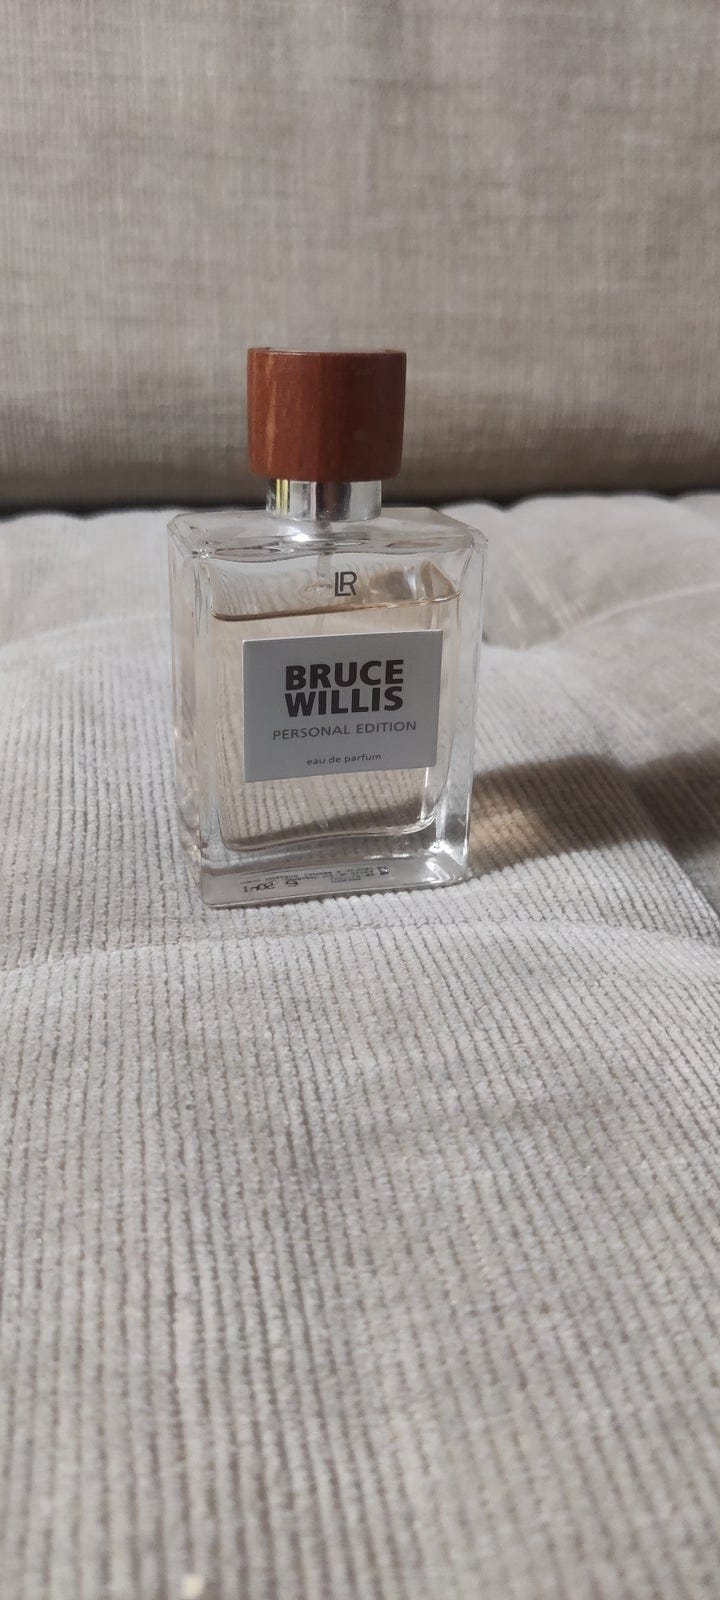 LR
BRUCE
WILLIS
PERSONAL EDITION
eau de parfum